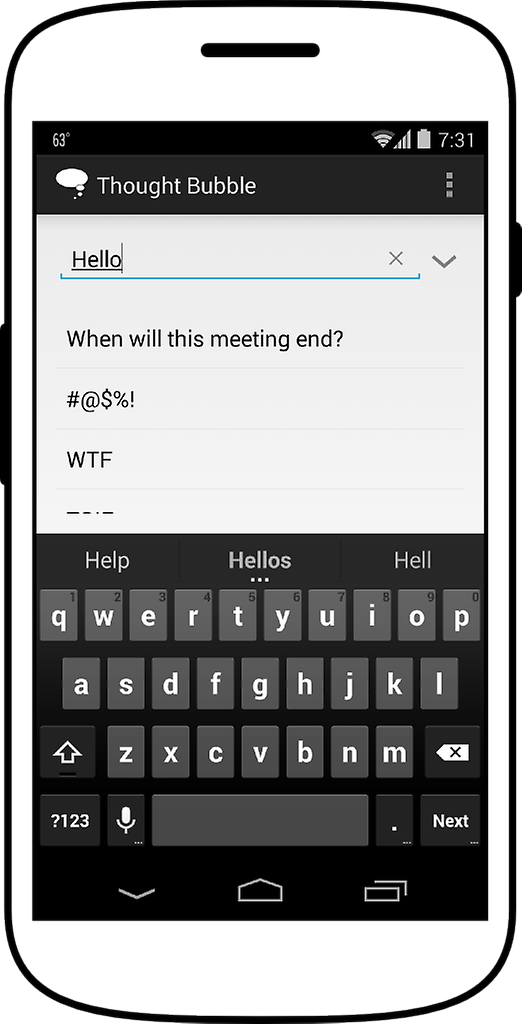 63° 7:31
Thought Bubble
Hello
When will this meeting end?
#@$%!
WTF
Help Hellos Hell
1 2 3 4 5 6 7 8 9 0
q w e r t y u i o p
a s d f g h j k l
z x c v b n m
?123 . Next